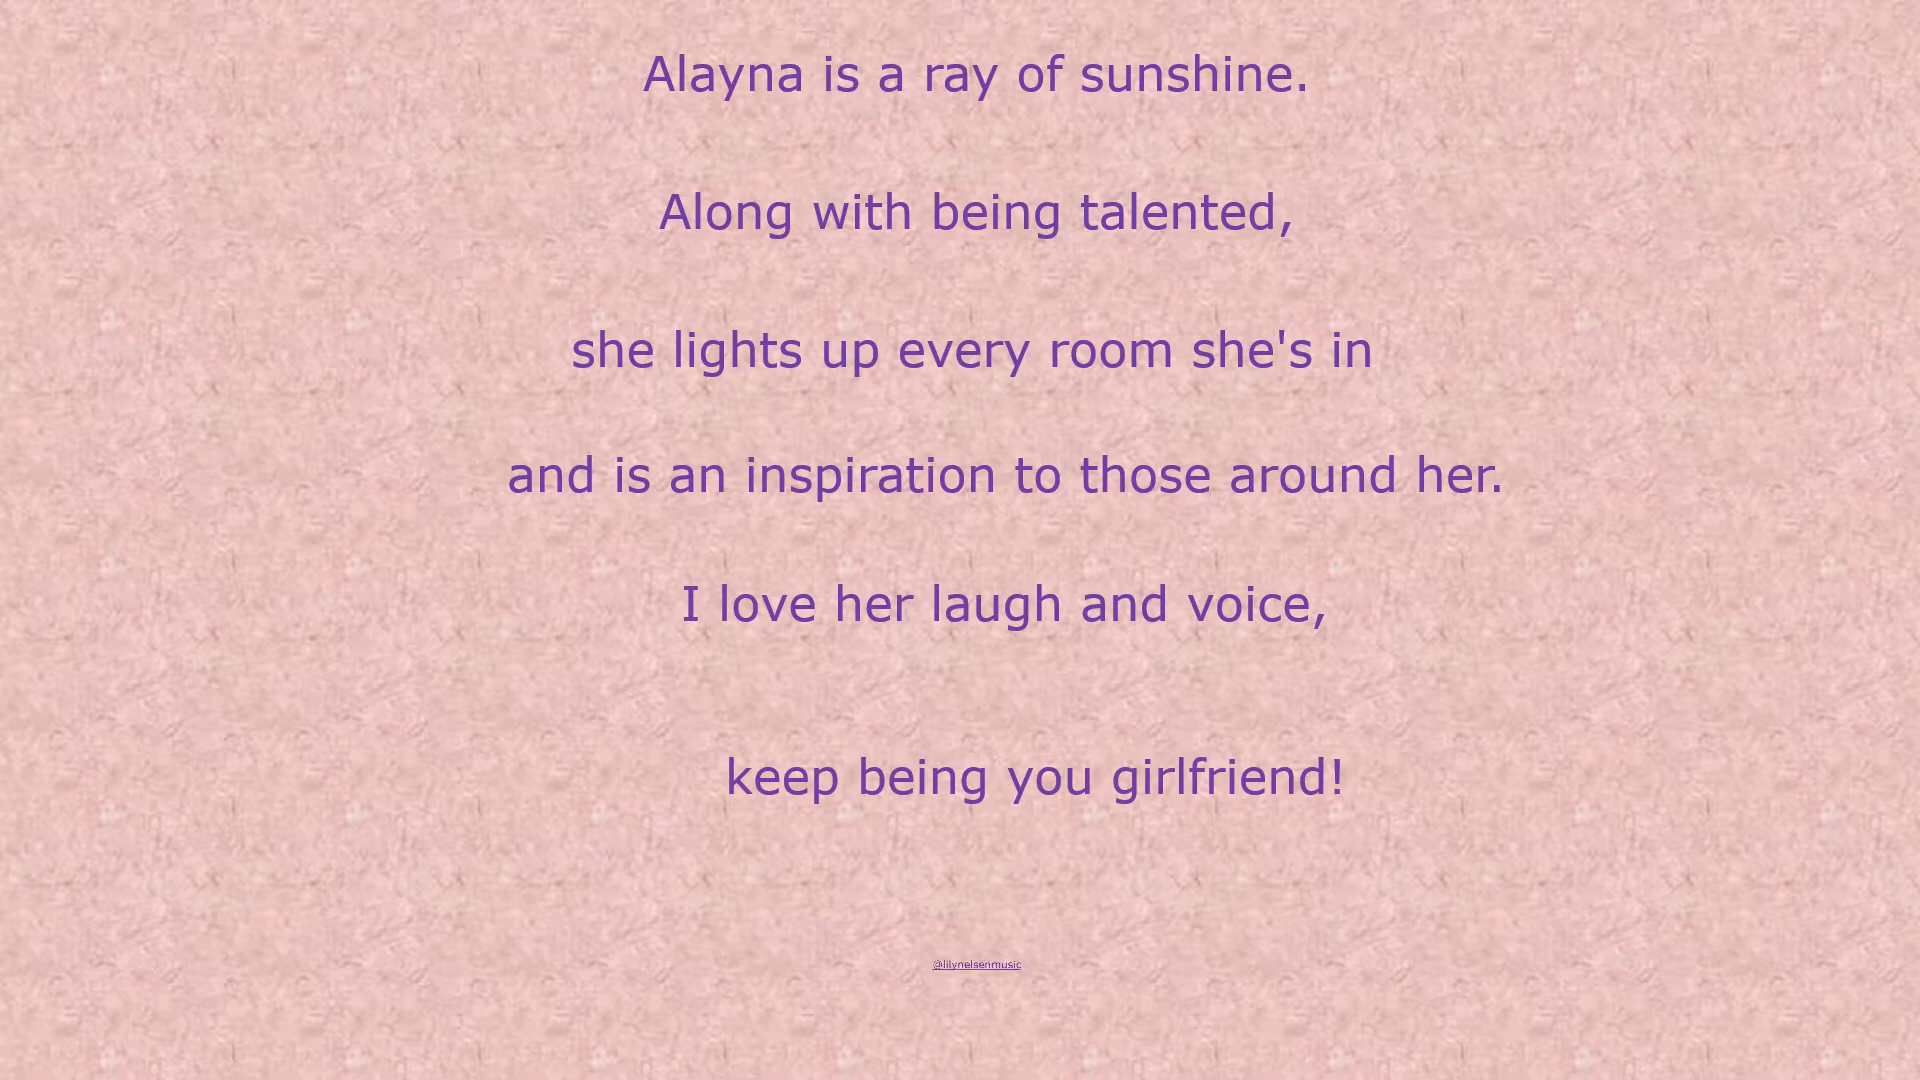 Alayna is a ray of sunshine.
Along with being talented,
she lights up every room she's in
and is an inspiration to those around her.
I love her laugh and voice,
keep being you girlfriend!
@lilynelsenmusic